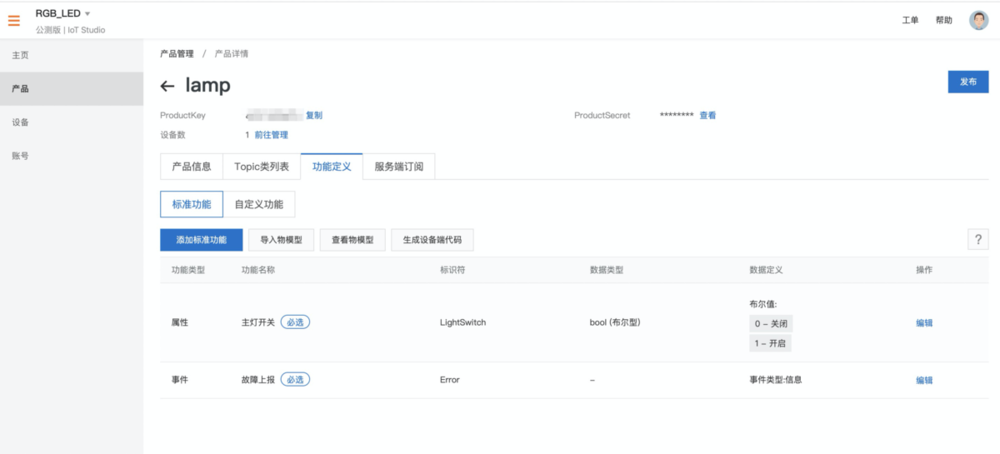 RGB_LED
公测版 | IoT Studio
工单 帮助
主页
产品
设备
账号
产品管理 / 产品详情
← lamp
发布
ProductKey 复制 ProductSecret ******** 查看
设备数 1 前往管理
产品信息 Topic类列表 功能定义 服务端订阅
标准功能 自定义功能
添加标准功能 导入物模型 查看物模型 生成设备端代码 ?
功能类型 功能名称 标识符 数据类型 数据定义 操作
布尔值:
属性 主灯开关 必选 LightSwitch bool (布尔型) 0 – 关闭 编辑
1 – 开启
事件 故障上报 必选 Error – 事件类型:信息 编辑